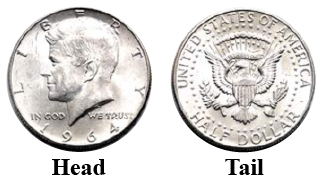 LIBERTY
IN GOD WE TRUST
1964
UNITED STATES OF AMERICA
HALF DOLLAR
Head
Tail